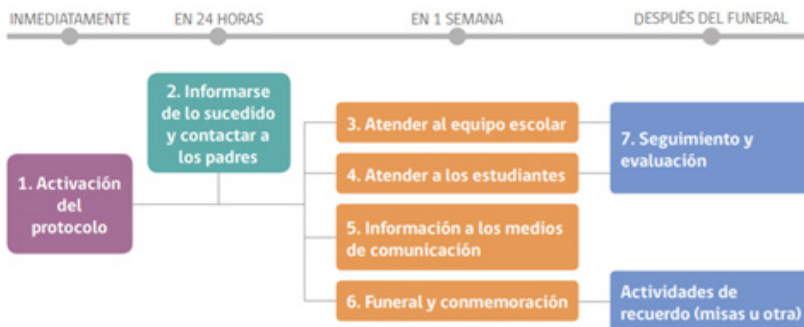 INMEDIATAMENTE
EN 24 HORAS
EN 1 SEMANA
DESPUÉS DEL FUNERAL
1. Activación
del
protocolo
2. Informarse
de lo sucedido
y contactar a
los padres
3. Atender al equipo escolar
4. Atender a los estudiantes
5. Información a los medios
de comunicación
6. Funeral y conmemoración
7. Seguimiento y
evaluación
Actividades de
recuerdo (misas u otra)